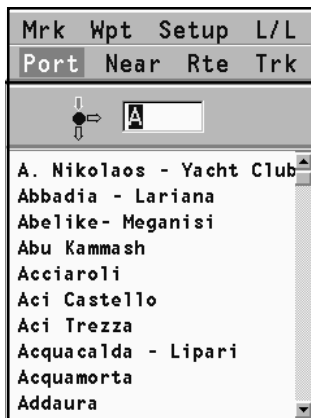 Mrk Wpt Setup L/L
Port Near Rte Trk
A
A. Nikolaos - Yacht Club
Abbadia - Lariana
Abelike- Meganisi
Abu Kammash
Acciaroli
Aci Castello
Aci Trezza
Acquacalda - Lipari
Acquamorta
Addaura